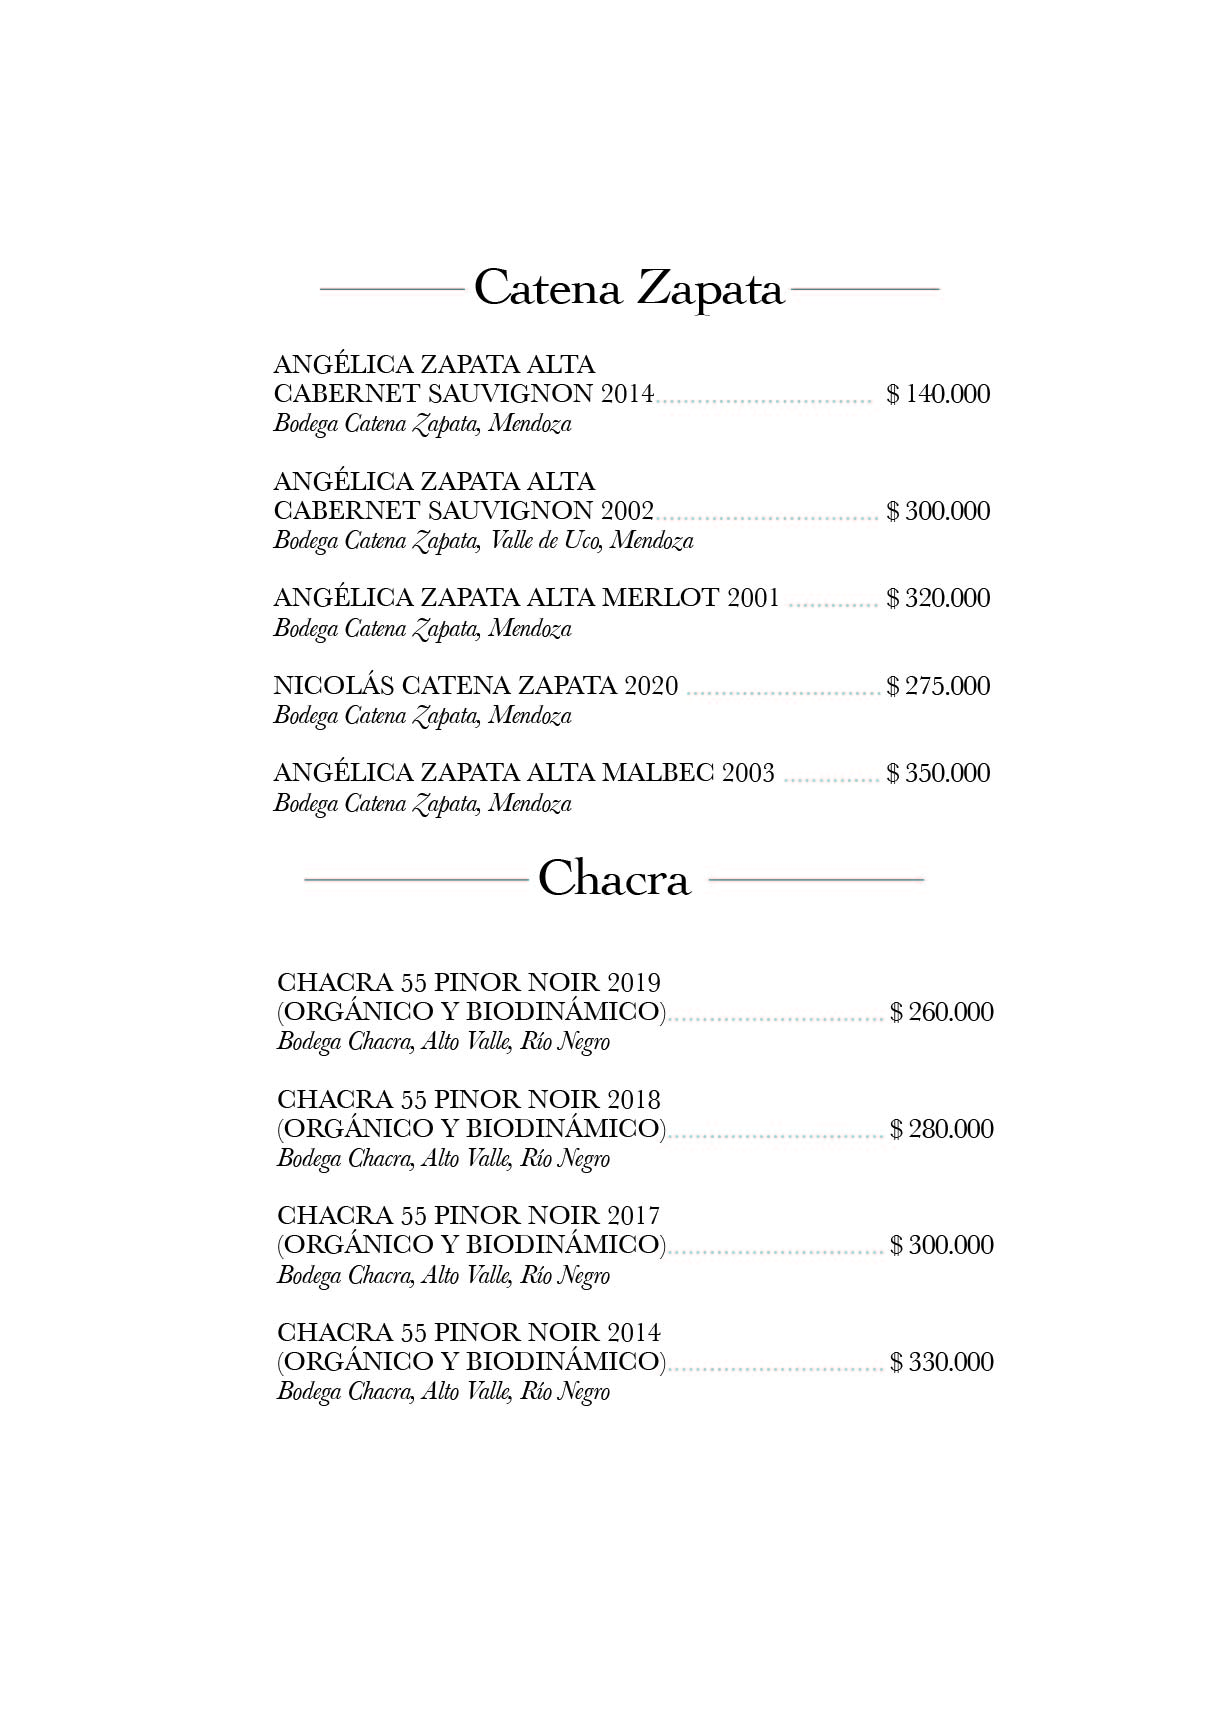 Catena Zapata
ANGÉLICA ZAPATA ALTA
CABERNET SAUVIGNON 2014 $ 140.000
Bodega Catena Zapata, Mendoza
ANGÉLICA ZAPATA ALTA
CABERNET SAUVIGNON 2002 $ 300.000
Bodega Catena Zapata, Valle de Uco, Mendoza
ANGÉLICA ZAPATA ALTA MERLOT 2001 $ 320.000
Bodega Catena Zapata, Mendoza
NICOLÁS CATENA ZAPATA 2020 $ 275.000
Bodega Catena Zapata, Mendoza
ANGÉLICA ZAPATA ALTA MALBEC 2003 $ 350.000
Bodega Catena Zapata, Mendoza
Chacra
CHACRA 55 PINOR NOIR 2019
(ORGÁNICO Y BIODINÁMICO) $ 260.000
Bodega Chacra, Alto Valle, Río Negro
CHACRA 55 PINOR NOIR 2018
(ORGÁNICO Y BIODINÁMICO) $ 280.000
Bodega Chacra, Alto Valle, Río Negro
CHACRA 55 PINOR NOIR 2017
(ORGÁNICO Y BIODINÁMICO) $ 300.000
Bodega Chacra, Alto Valle, Río Negro
CHACRA 55 PINOR NOIR 2014
(ORGÁNICO Y BIODINÁMICO) $ 330.000
Bodega Chacra, Alto Valle, Río Negro